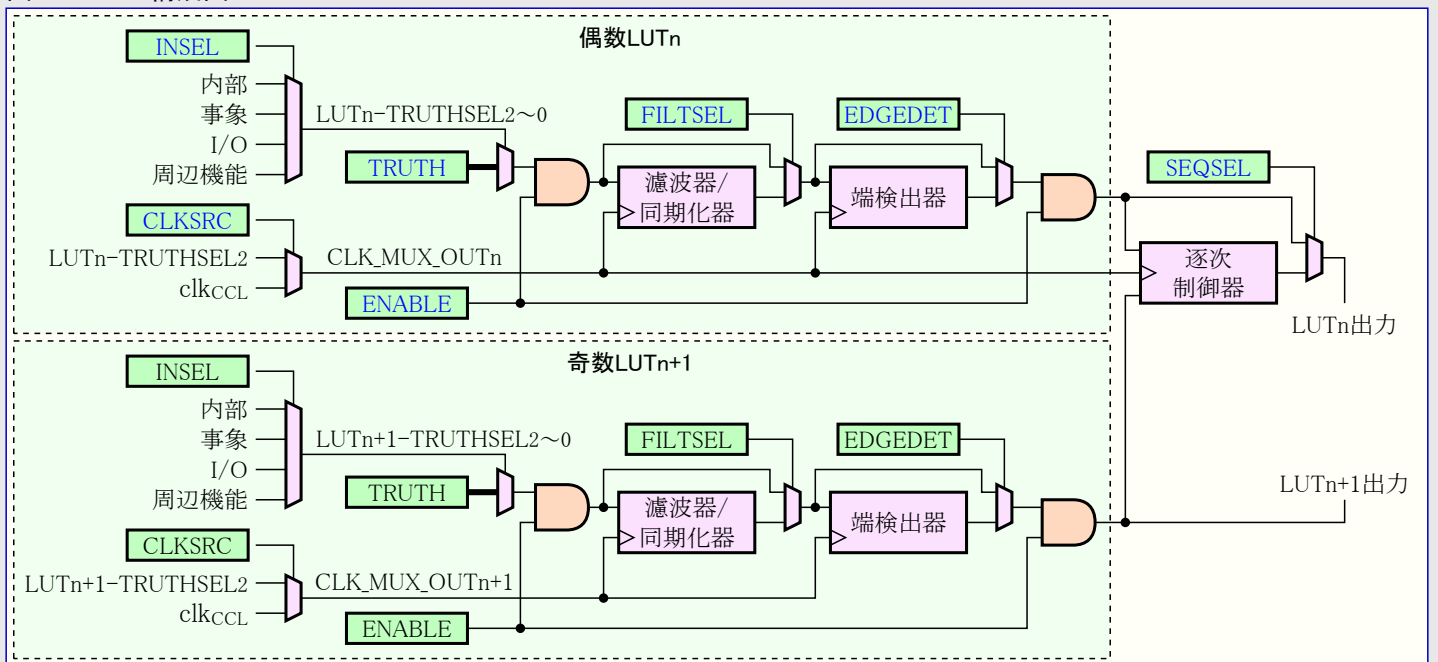 偶数LUTn
INSEL
内部
事象
I/O
周辺機能
LUTn-TRUTHSEL2～0
TRUTH
FILTSEL
濾波器/
同期化器
EDGEDET
端検出器
SEQSEL
CLKSRC
LUTn-TRUTHSEL2
clkCCL
CLK_MUX_OUTn
ENABLE
逐次
制御器
LUTn出力
奇数LUTn+1
INSEL
内部
事象
I/O
周辺機能
LUTn+1-TRUTHSEL2～0
TRUTH
FILTSEL
濾波器/
同期化器
EDGEDET
端検出器
LUTn+1出力
CLKSRC
LUTn+1-TRUTHSEL2
clkCCL
CLK_MUX_OUTn+1
ENABLE